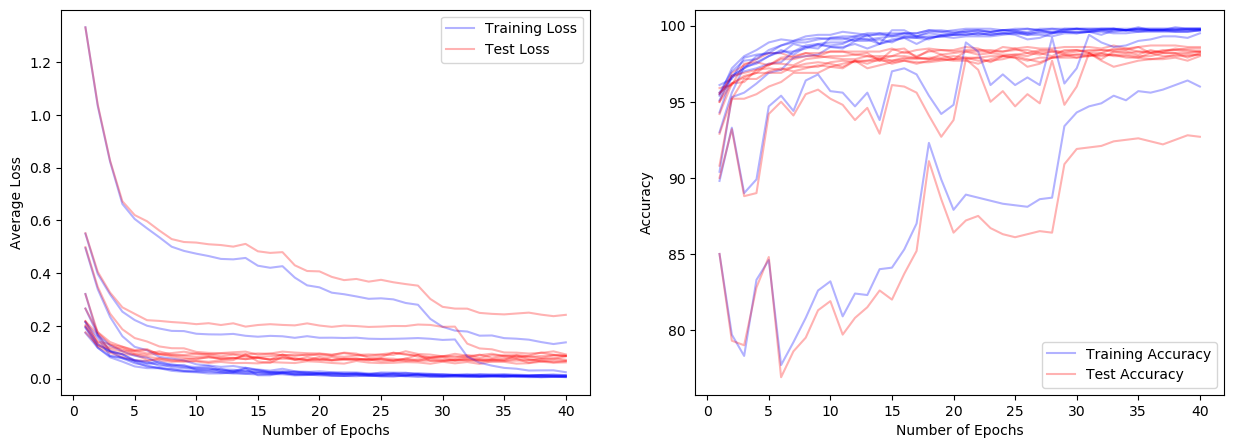 Training Loss
Test Loss
1.2
1.0
0.8
0.6
0.4
0.2
0.0
Average Loss
0 5 10 15 20 25 30 35 40
Number of Epochs
100
95
90
85
80
Accuracy
Training Accuracy
Test Accuracy
0 5 10 15 20 25 30 35 40
Number of Epochs